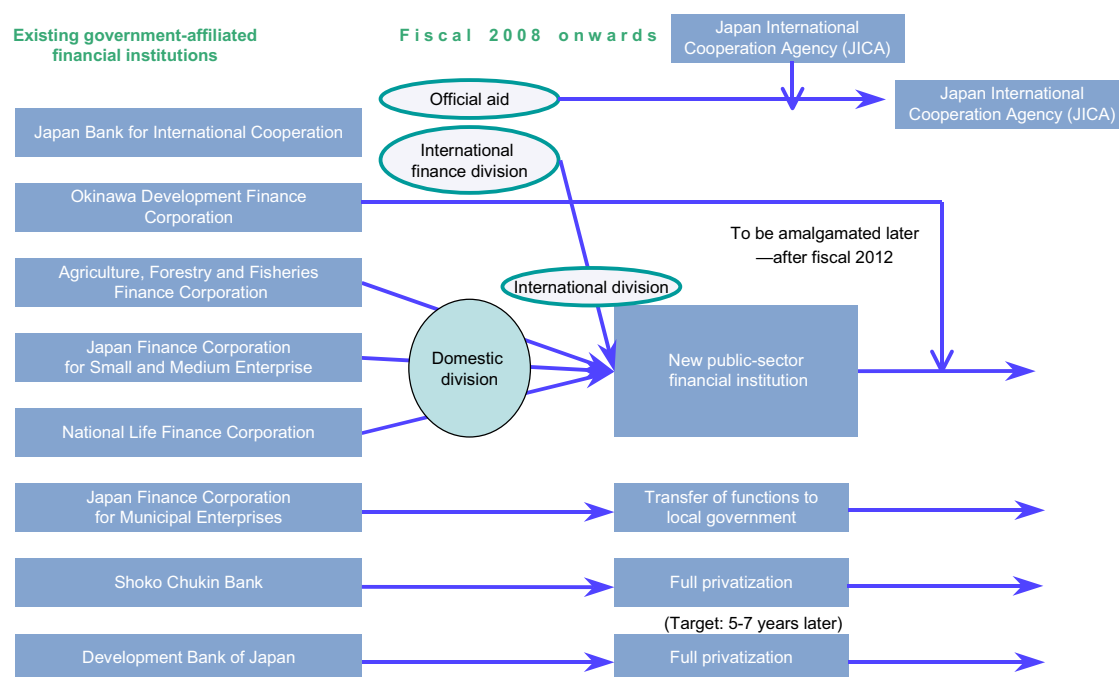 Existing government-affiliated
financial institutions
Fiscal 2008 onwards
Japan International
Cooperation Agency (JICA)
Official aid
Japan International
Cooperation Agency (JICA)
Japan Bank for International Cooperation
International
finance division
Okinawa Development Finance
Corporation
To be amalgamated later
—after fiscal 2012
Agriculture, Forestry and Fisheries
Finance Corporation
International division
Japan Finance Corporation
for Small and Medium Enterprise
Domestic
division
New public-sector
financial institution
National Life Finance Corporation
Japan Finance Corporation
for Municipal Enterprises
Transfer of functions to
local government
Shoko Chukin Bank
Full privatization
(Target: 5-7 years later)
Development Bank of Japan
Full privatization